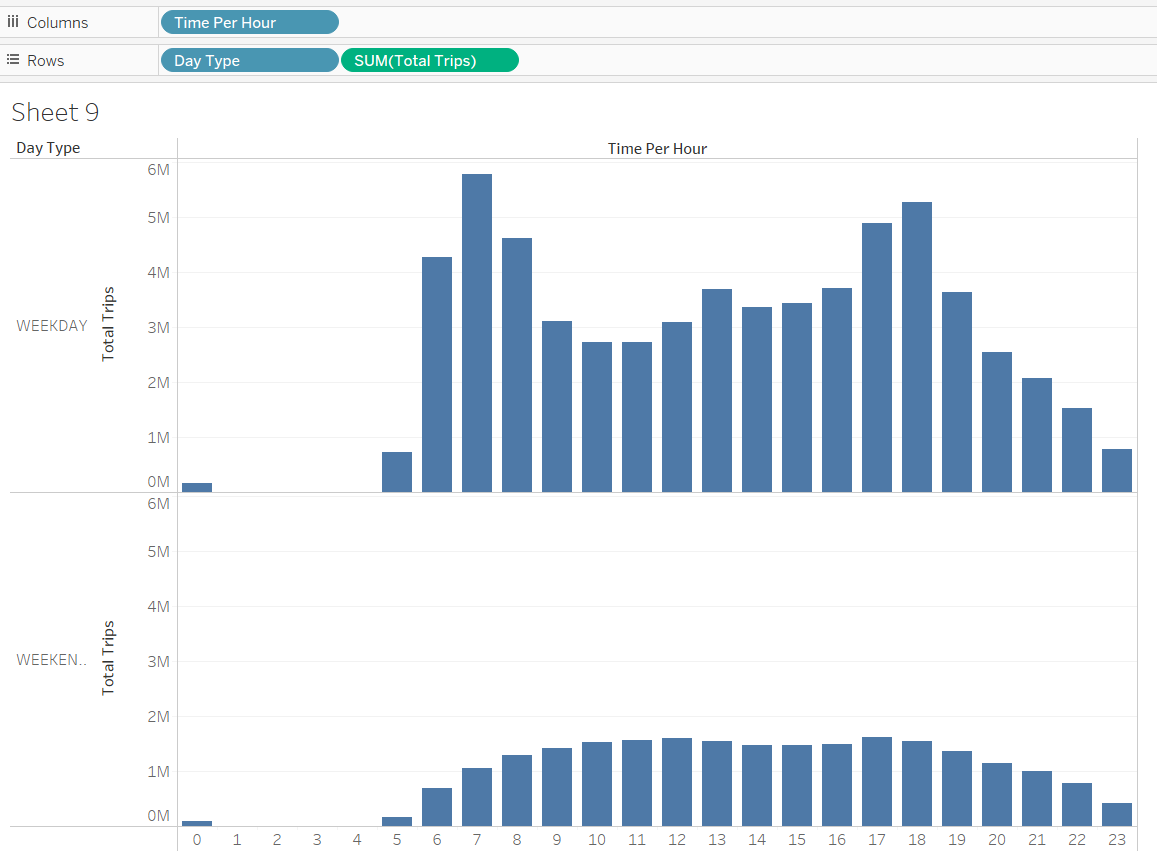 Columns Time Per Hour
Rows Day Type SUM(Total Trips)
Sheet 9
Day Type Time Per Hour
6M
5M
4M
3M
2M
1M
0M
WEEKDAY
Total Trips
6M
5M
4M
3M
2M
1M
0M
WEEKEN..
Total Trips
0 1 2 3 4 5 6 7 8 9 10 11 12 13 14 15 16 17 18 19 20 21 22 23